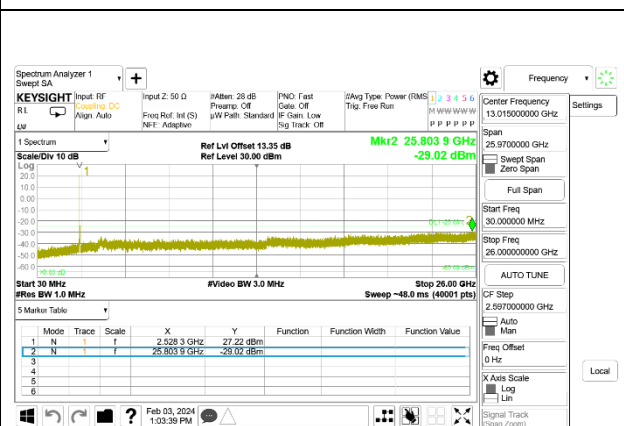 Spectrum Analyzer 1
Swept SA
+
Frequency
KEYSIGHT
Input: RF
Input Z: 50 Ω
#Atten: 28 dB
PNO: Fast
#Avg Type: Power (RMS
1 2 3 4 5 6
R L
Coupling: DC
Preamp: Off
Gate: Off
Trig: Free Run
M W W W W W
Align: Auto
Freq Ref: Int (S)
µW Path: Standard
IF Gain: Low
NFE: Adaptive
Sig Track: Off
P P P P P P
Center Frequency
13.015000000 GHz
Settings
1 Spectrum
Ref Lvl Offset 13.35 dB
Mkr2 25.803 9 GHz
Scale/Div 10 dB
Ref Level 30.00 dBm
-29.02 dBm
Log
1
20.0
10.0
0.00
-10.0
-20.0
-30.0
-40.0
-50.0
-60.0
Start 30 MHz
#Video BW 3.0 MHz
Stop 26.00 GHz
#Res BW 1.0 MHz
Sweep ~48.0 ms (40001 pts)
Span
25.9700000 GHz
Swept Span
Zero Span
Full Span
Start Freq
30.000000 MHz
Stop Freq
26.000000000 GHz
AUTO TUNE
CF Step
2.597000000 GHz
Auto
Man
Freq Offset
0 Hz
X Axis Scale
Log
Lin
Signal Track
(Span Zoom)
Local
5 Marker Table
Mode Trace Scale X Y Function Function Width Function Value
1 N 1 f 2.528 3 GHz 27.22 dBm
2 N 1 f 25.803 9 GHz -29.02 dBm
3
4
5
6
?
Feb 03, 2024
1:03:39 PM